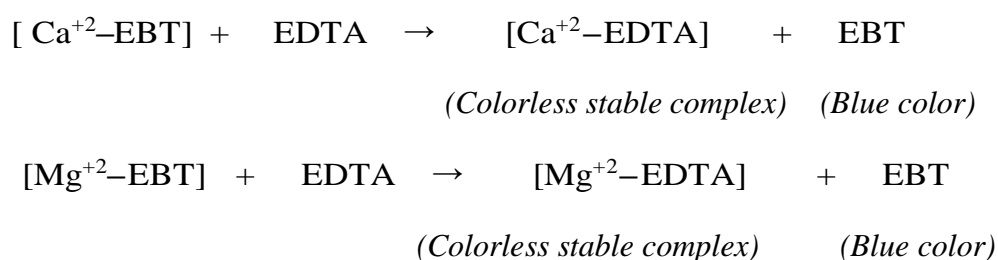 [ Ca⁺²–EBT] + EDTA → [Ca⁺²–EDTA] + EBT
(Colorless stable complex) (Blue color)
[Mg⁺²–EBT] + EDTA → [Mg⁺²–EDTA] + EBT
(Colorless stable complex) (Blue color)